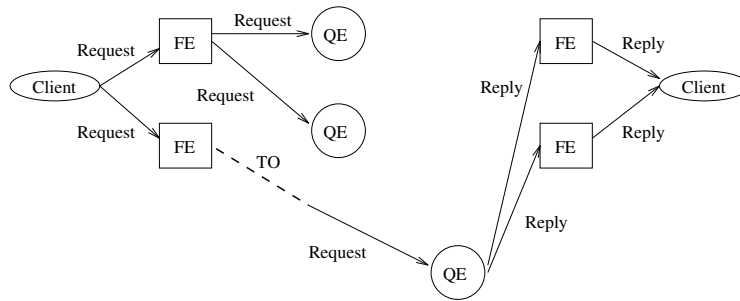 Request
FE
QE
Reply
FE
Request
Client
Client
Request
Reply
Request
QE
Reply
FE
FE
TO
Reply
Request
QE